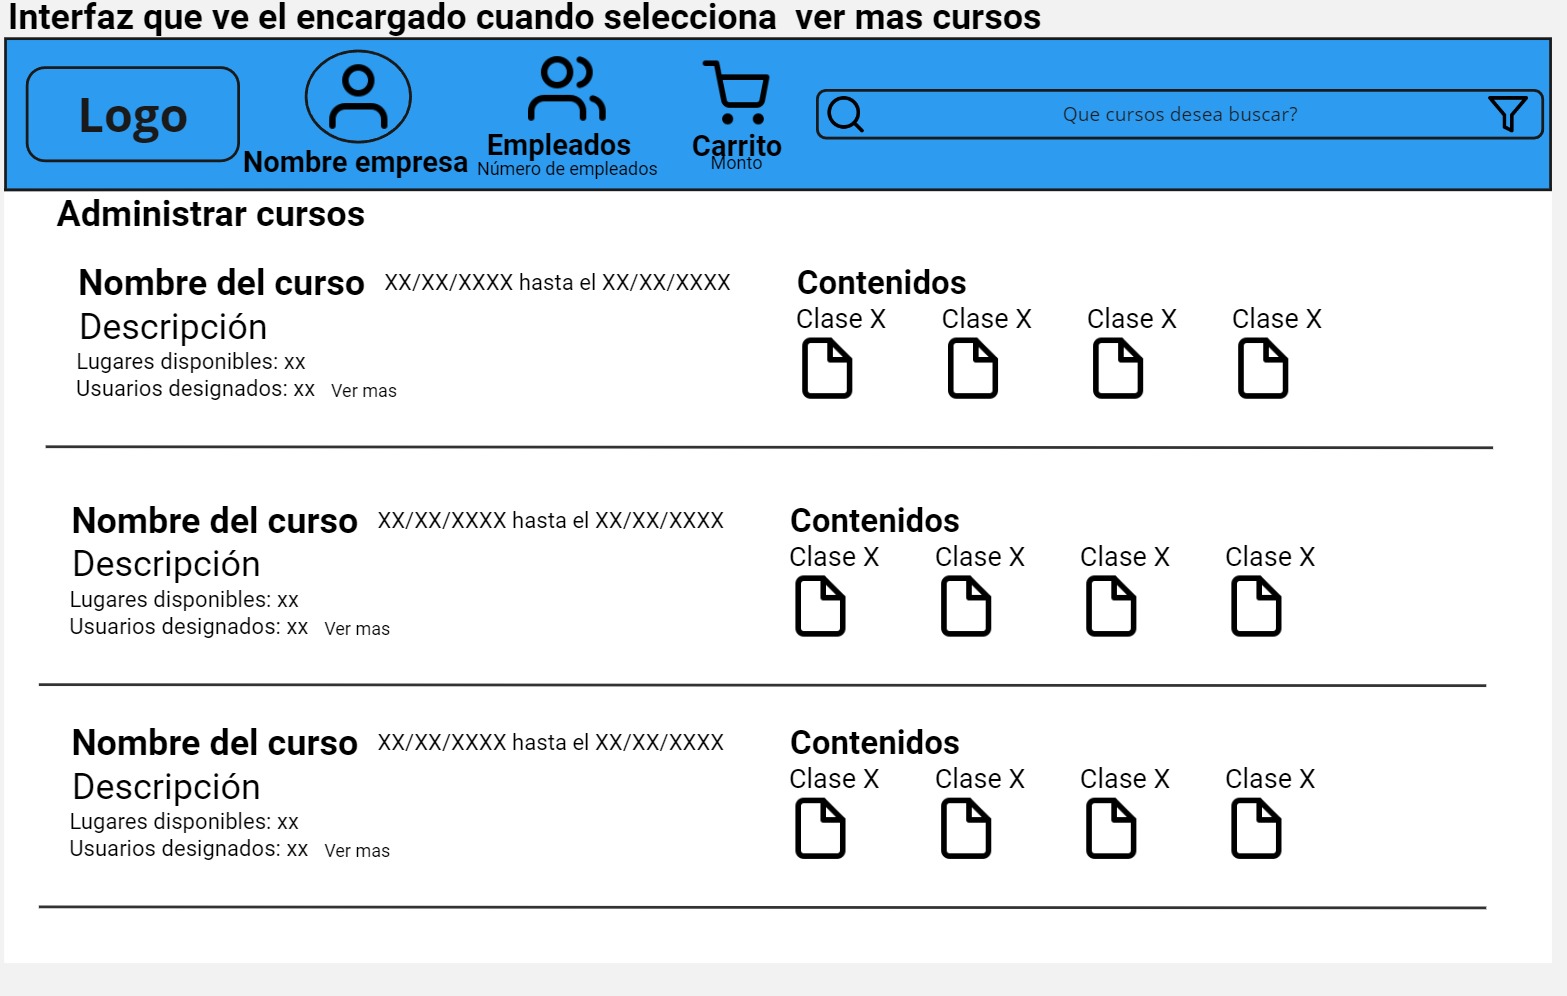 Interfaz que ve el encargado cuando selecciona  ver mas cursos
Logo
Nombre empresa
Empleados
Número de empleados
Carrito
Monto
Que cursos desea buscar?
Administrar cursos
Nombre del curso XX/XX/XXXX hasta el XX/XX/XXXX
Descripción
Lugares disponibles: xx
Usuarios designados: xx Ver mas
Contenidos
Clase X Clase X Clase X Clase X
Nombre del curso XX/XX/XXXX hasta el XX/XX/XXXX
Descripción
Lugares disponibles: xx
Usuarios designados: xx Ver mas
Contenidos
Clase X Clase X Clase X Clase X
Nombre del curso XX/XX/XXXX hasta el XX/XX/XXXX
Descripción
Lugares disponibles: xx
Usuarios designados: xx Ver mas
Contenidos
Clase X Clase X Clase X Clase X